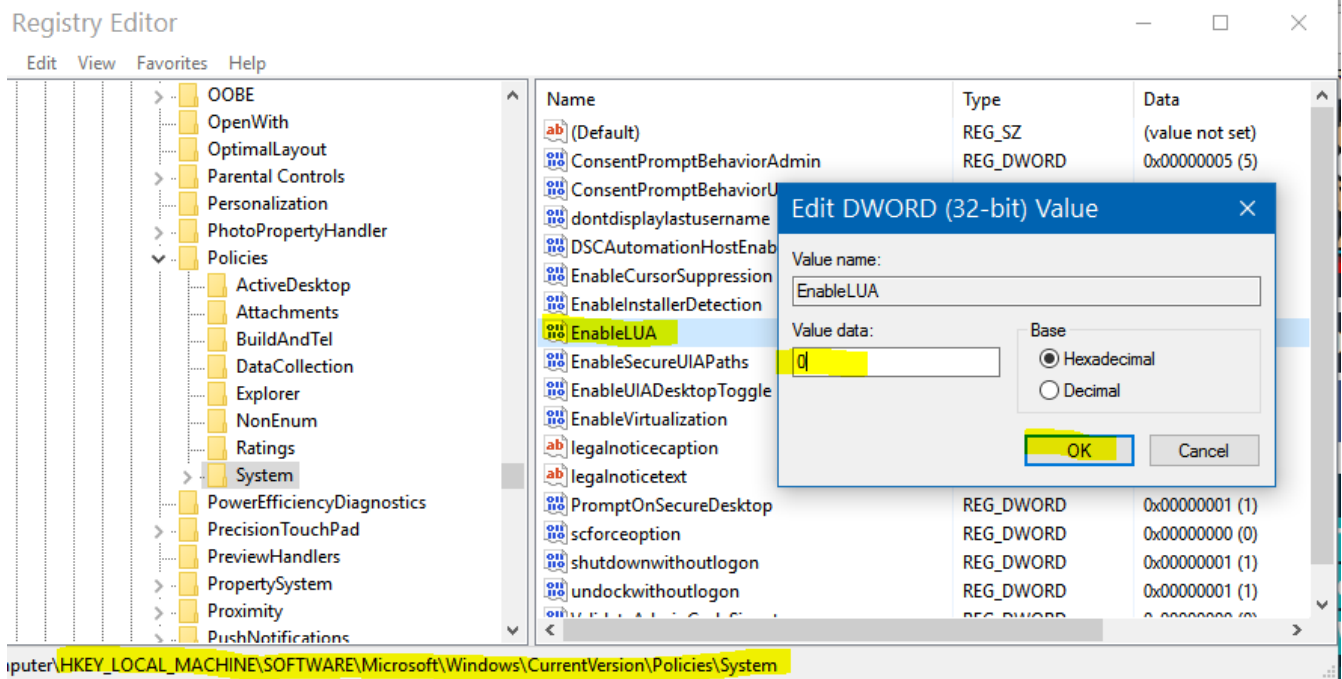 Registry Editor
Edit View Favorites Help
OOBE
OpenWith
OptimalLayout
Parental Controls
Personalization
PhotoPropertyHandler
Policies
ActiveDesktop
Attachments
BuildAndTel
DataCollection
Explorer
NonEnum
Ratings
System
PowerEfficiencyDiagnostics
PrecisionTouchPad
PreviewHandlers
PropertySystem
Proximity
PushNotifications
Name Type Data
(Default) REG_SZ (value not set)
ConsentPromptBehaviorAdmin REG_DWORD 0x00000005 (5)
ConsentPromptBehaviorU
dontdisplaylastusername
DSCAutomationHostEnab
EnableCursorSuppression
EnableInstallerDetection
EnableLUA
EnableSecureUIAPaths
EnableUIADesktopToggle
EnableVirtualization
legalnoticecaption
legalnoticetext
PromptOnSecureDesktop REG_DWORD 0x00000001 (1)
scforceoption REG_DWORD 0x00000000 (0)
shutdownwithoutlogon REG_DWORD 0x00000001 (1)
undockwithoutlogon REG_DWORD 0x00000001 (1)
Edit DWORD (32-bit) Value
Value name:
EnableLUA
Value data:
0
Base
Hexadecimal
Decimal
OK Cancel
puter\HKEY_LOCAL_MACHINE\SOFTWARE\Microsoft\Windows\CurrentVersion\Policies\System